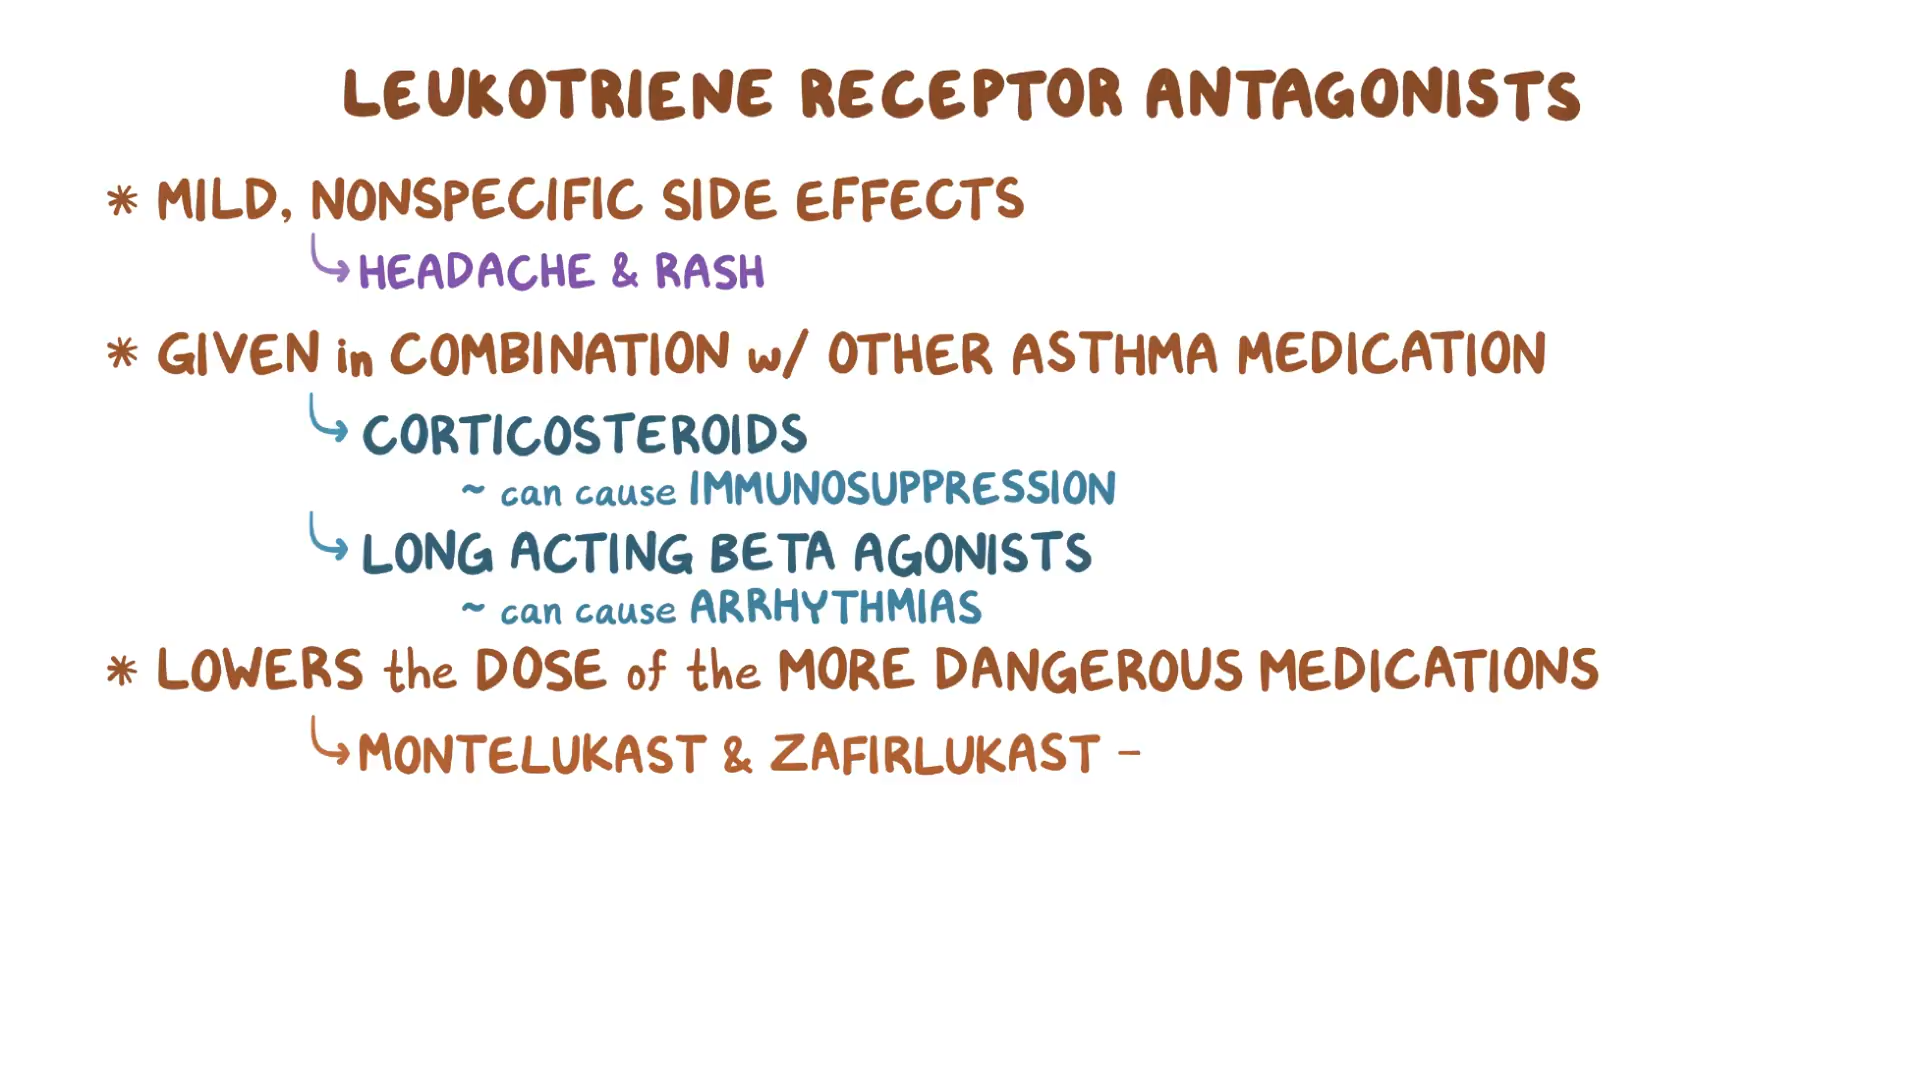 LEUKOTRIENE RECEPTOR ANTAGONISTS
* MILD, NONSPECIFIC SIDE EFFECTS
HEADACHE & RASH
* GIVEN in COMBINATION w/ OTHER ASTHMA MEDICATION
CORTICOSTEROIDS
~ can cause IMMUNOSUPPRESSION
LONG ACTING BETA AGONISTS
~ can cause ARRHYTHMIAS
* LOWERS the DOSE of the MORE DANGEROUS MEDICATIONS
MONTELUKAST & ZAFIRLUKAST –